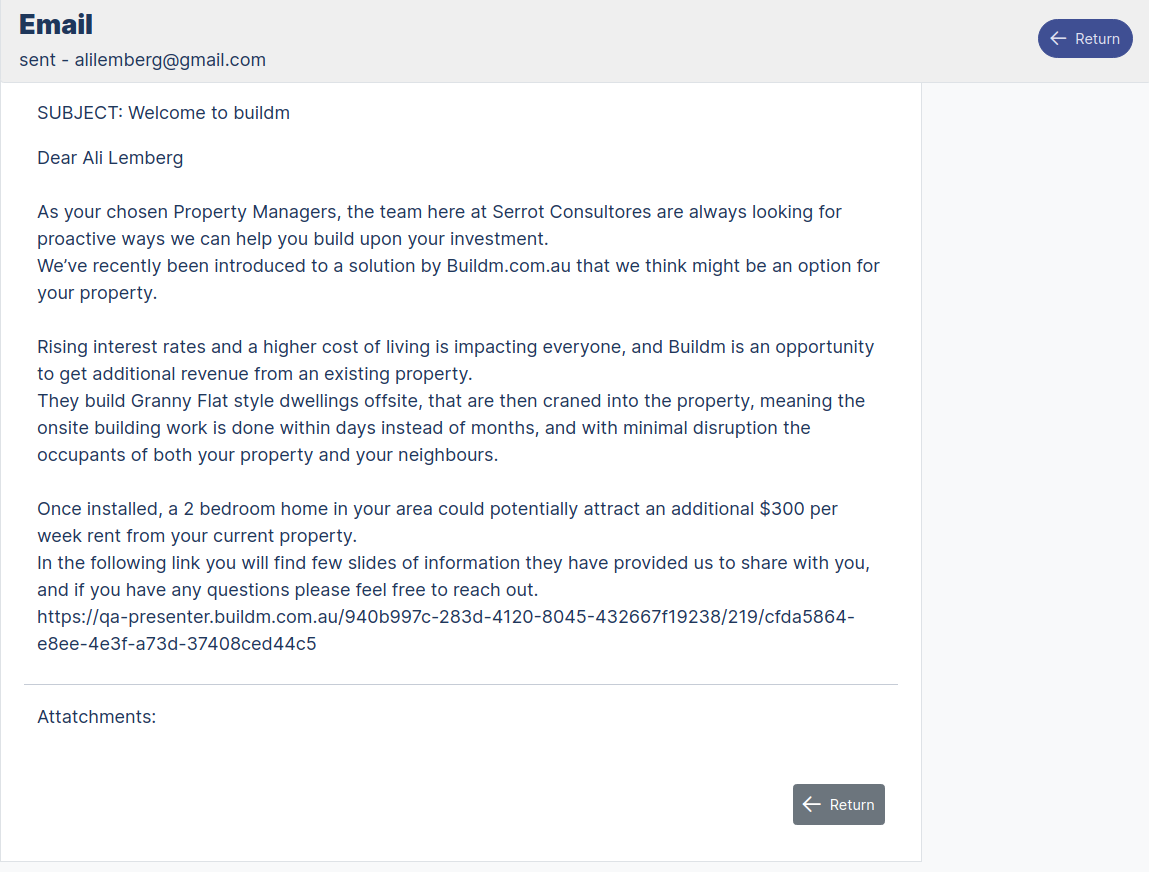 Email
sent - alilemberg@gmail.com
Return
SUBJECT: Welcome to buildm
Dear Ali Lemberg
As your chosen Property Managers, the team here at Serrot Consultores are always looking for
proactive ways we can help you build upon your investment.
We’ve recently been introduced to a solution by Buildm.com.au that we think might be an option for
your property.
Rising interest rates and a higher cost of living is impacting everyone, and Buildm is an opportunity
to get additional revenue from an existing property.
They build Granny Flat style dwellings offsite, that are then craned into the property, meaning the
onsite building work is done within days instead of months, and with minimal disruption the
occupants of both your property and your neighbours.
Once installed, a 2 bedroom home in your area could potentially attract an additional $300 per
week rent from your current property.
In the following link you will find few slides of information they have provided us to share with you,
and if you have any questions please feel free to reach out.
https://qa-presenter.buildm.com.au/940b997c-283d-4120-8045-432667f19238/219/cfda5864-
e8ee-4e3f-a73d-37408ced44c5
Attatchments:
Return